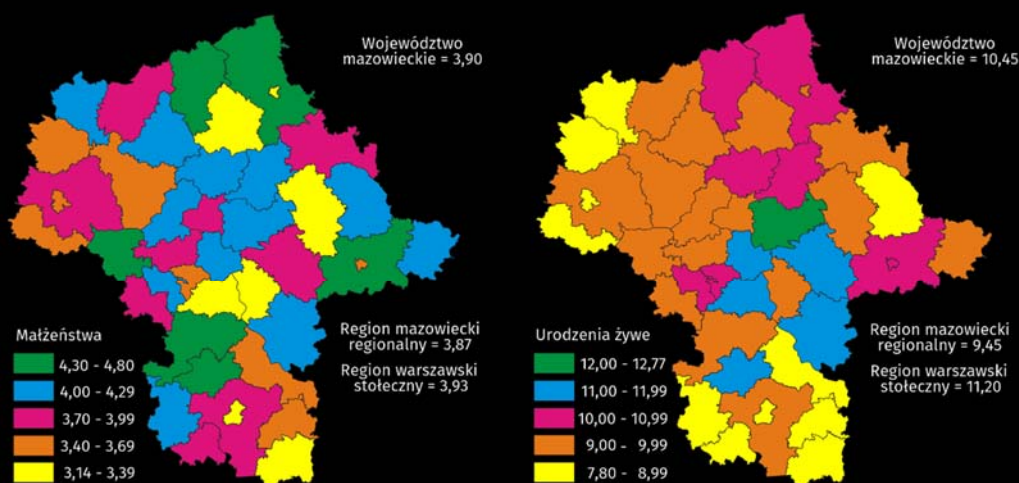 Województwo
mazowieckie = 3,90
Małżeństwa
4,30 - 4,80
4,00 - 4,29
3,70 - 3,99
3,40 - 3,69
3,14 - 3,39
Region mazowiecki
regionalny = 3,87
Region warszawski
stołeczny = 3,93
Województwo
mazowieckie = 10,45
Urodzenia żywe
12,00 - 12,77
11,00 - 11,99
10,00 - 10,99
9,00 - 9,99
7,80 - 8,99
Region mazowiecki
regionalny = 9,45
Region warszawski
stołeczny = 11,20